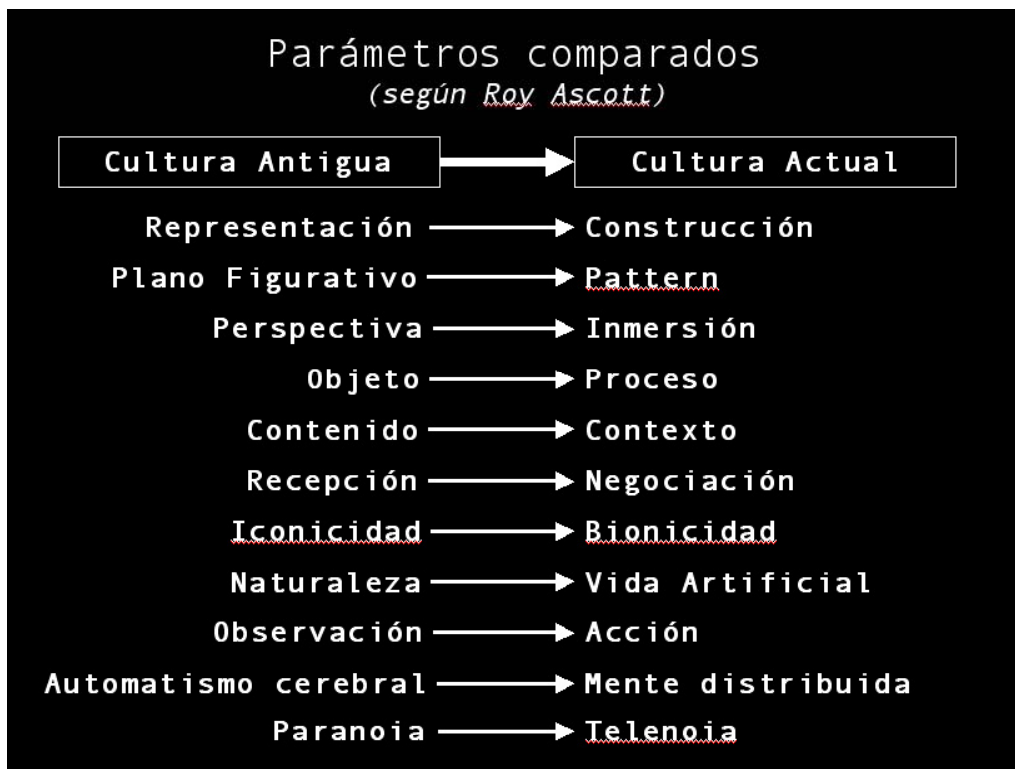 Parámetros comparados
(según Roy Ascott)
Cultura Antigua Cultura Actual
Representación Construcción
Plano Figurativo Pattern
Perspectiva Inmersión
Objeto Proceso
Contenido Contexto
Recepción Negociación
Iconicidad Bionicidad
Naturaleza Vida Artificial
Observación Acción
Automatismo cerebral Mente distribuida
Paranoia Telenoia